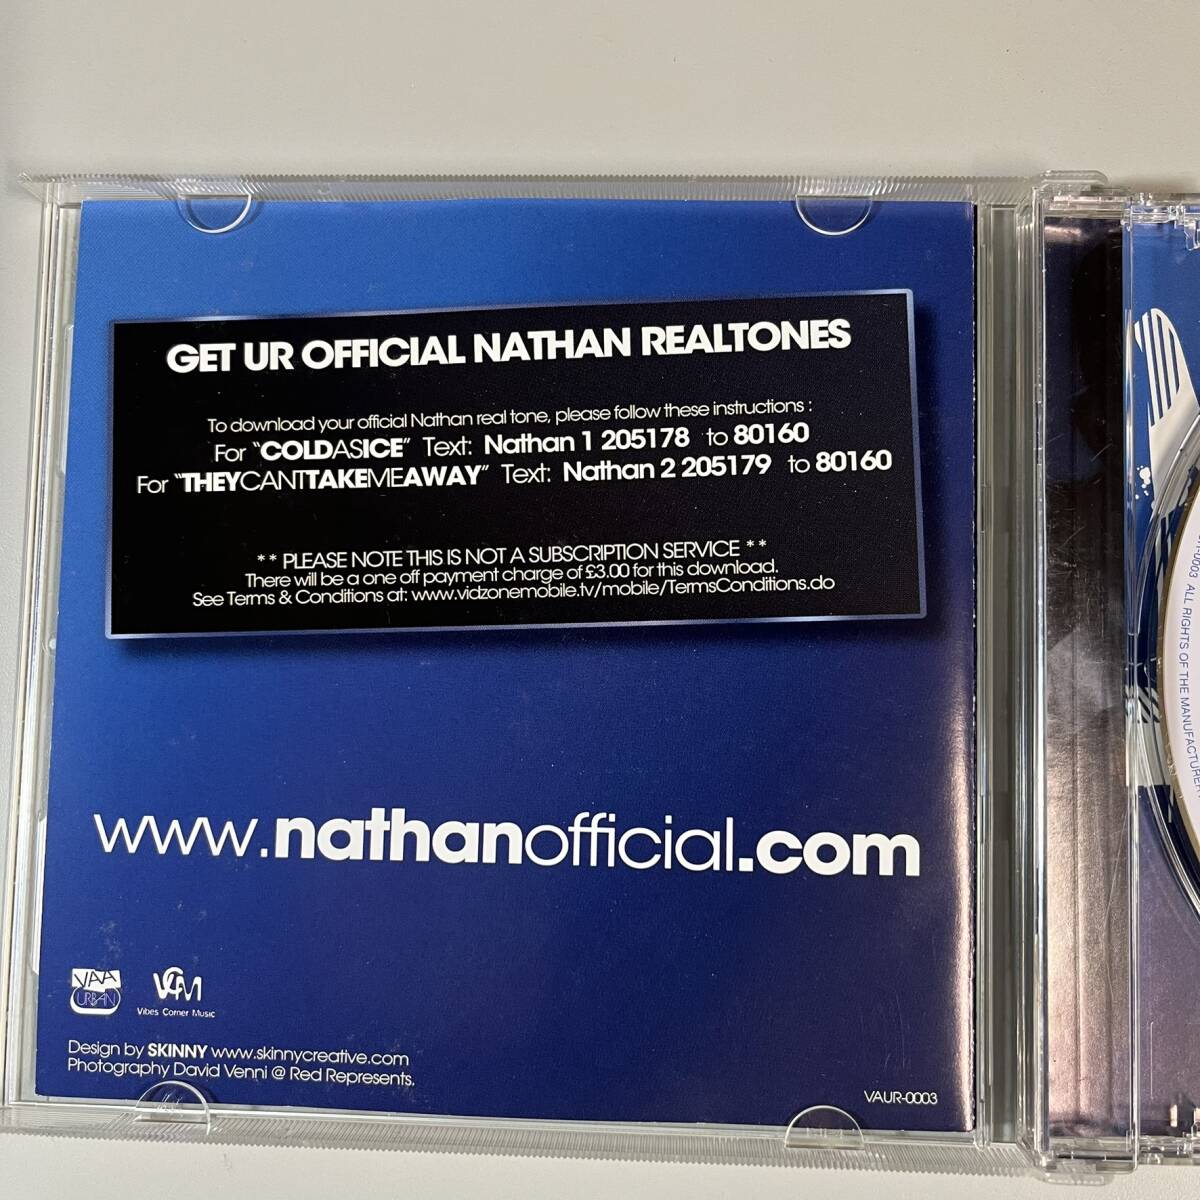 GET UR OFFICIAL NATHAN REALTONES
To download your official Nathan real tone, please follow these instructions :
For "COLDASICE" Text: Nathan 1 205178 to 80160
For "THEYCANTTAKEMEAWAY" Text: Nathan 2 205179 to 80160
** PLEASE NOTE THIS IS NOT A SUBSCRIPTION SERVICE **
There will be a one off payment charge of £3.00 for this download.
See Terms & Conditions at: www.vidzonemobile.tv/mobile/TermsConditions.do
www.nathanofficial.com
VAA
URBAN
VCM
Vibes Corner Music
Design by SKINNY www.skinnycreative.com
Photography David Venni @ Red Represents.
VAUR-0003
0003 ALL RIGHTS OF THE MANUFACTURER